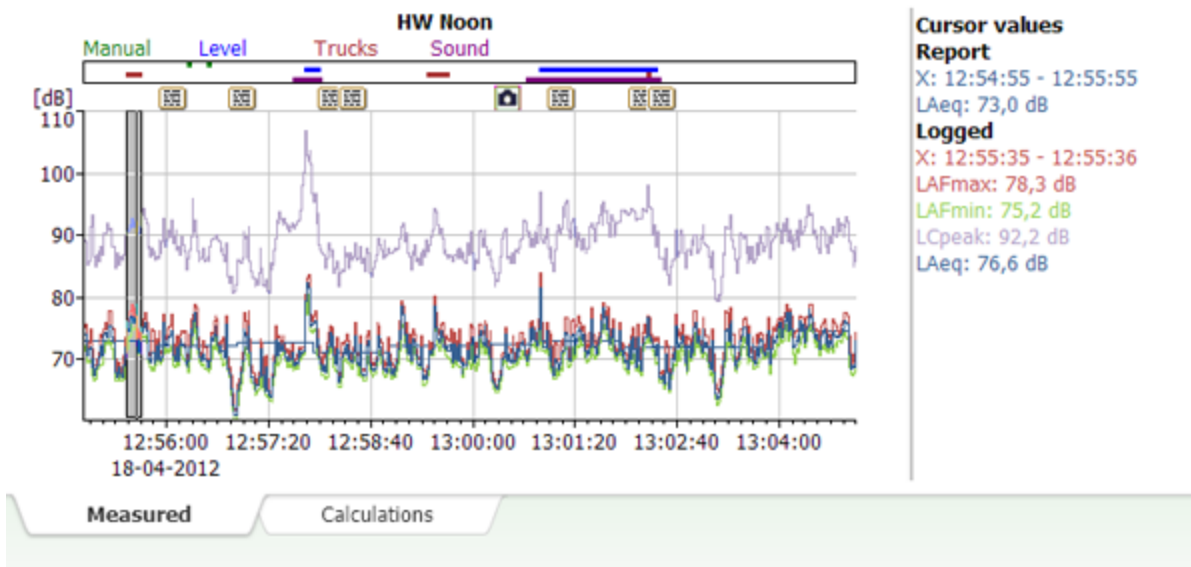 HW Noon
Manual Level Trucks Sound
[dB]
110
100
90
80
70
12:56:00 12:57:20 12:58:40 13:00:00 13:01:20 13:02:40 13:04:00
18-04-2012
Cursor values
Report
X: 12:54:55 - 12:55:55
LAeq: 73,0 dB
Logged
X: 12:55:35 - 12:55:36
LAFmax: 78,3 dB
LAFmin: 75,2 dB
LCpeak: 92,2 dB
LAeq: 76,6 dB
Measured Calculations